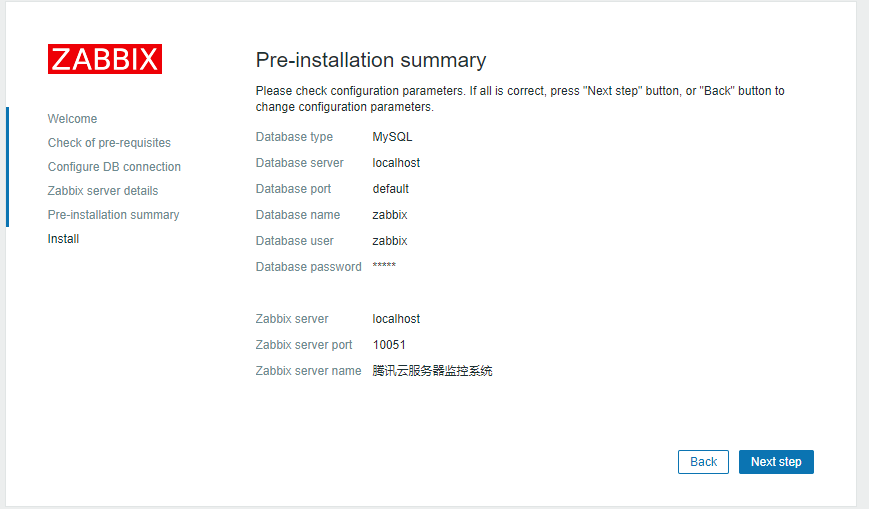 ZABBIX
Welcome
Check of pre-requisites
Configure DB connection
Zabbix server details
Pre-installation summary
Install
Pre-installation summary
Please check configuration parameters. If all is correct, press "Next step" button, or "Back" button to
change configuration parameters.
Database type MySQL
Database server localhost
Database port default
Database name zabbix
Database user zabbix
Database password *****
Zabbix server localhost
Zabbix server port 10051
Zabbix server name 腾讯云服务器监控系统
Back Next step